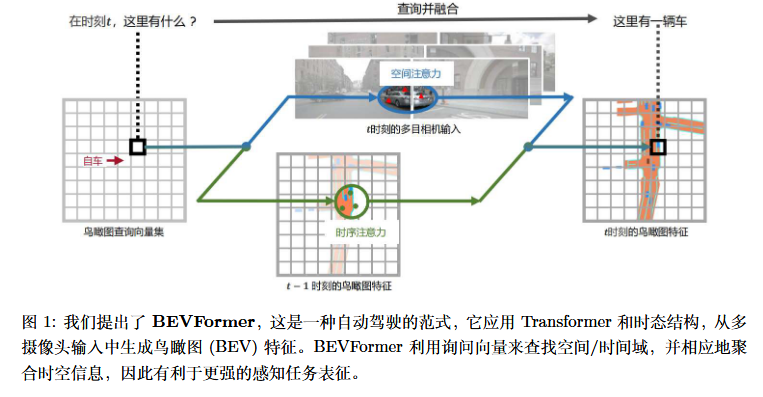 查询并融合
在时刻t，这里有什么？
这里有一辆车
空间注意力
t时刻的多目相机输入
自车
时序注意力
鸟瞰图查询向量集
t时刻的鸟瞰图特征
t − 1 时刻的鸟瞰图特征
图 1: 我们提出了 BEVFormer，这是一种自动驾驶的范式，它应用 Transformer 和时态结构，从多
摄像头输入中生成鸟瞰图 (BEV) 特征。BEVFormer 利用询问向量来查找空间/时间域，并相应地聚
合时空信息，因此有利于更强的感知任务表征。